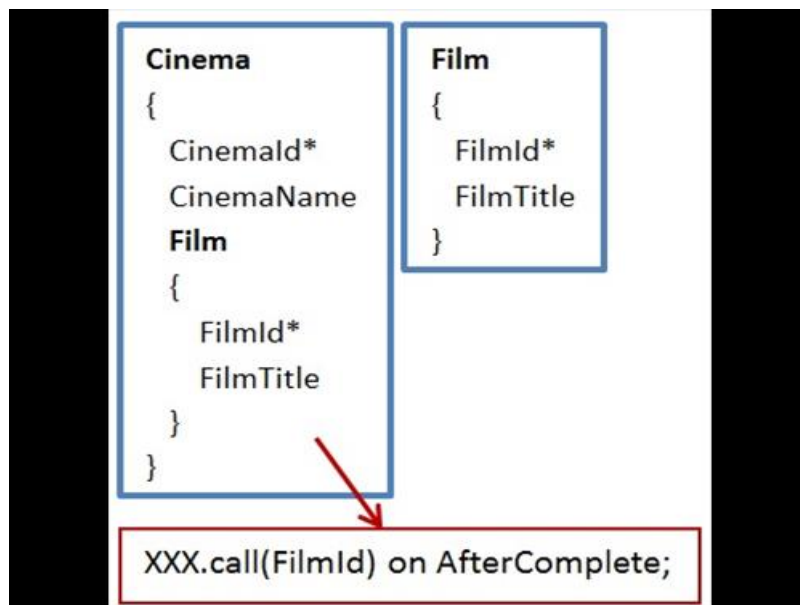 Cinema
{
CinemaId*
CinemaName
Film
{
FilmId*
FilmTitle
}
}
Film
{
FilmId*
FilmTitle
}
XXX.call(FilmId) on AfterComplete;